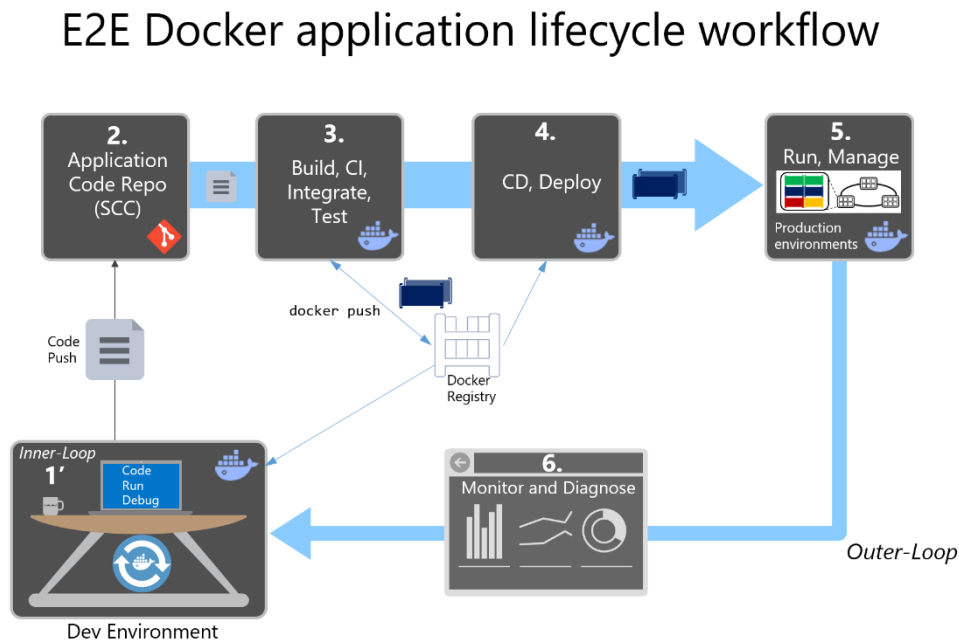 E2E Docker application lifecycle workflow
2.
Application
Code Repo
(SCC)
3.
Build, CI,
Integrate,
Test
4.
CD, Deploy
5.
Run, Manage
Production
environments
docker push
Docker
Registry
Code
Push
Inner-Loop
1’
Code
Run
Debug
6.
Monitor and Diagnose
Outer-Loop
Dev Environment